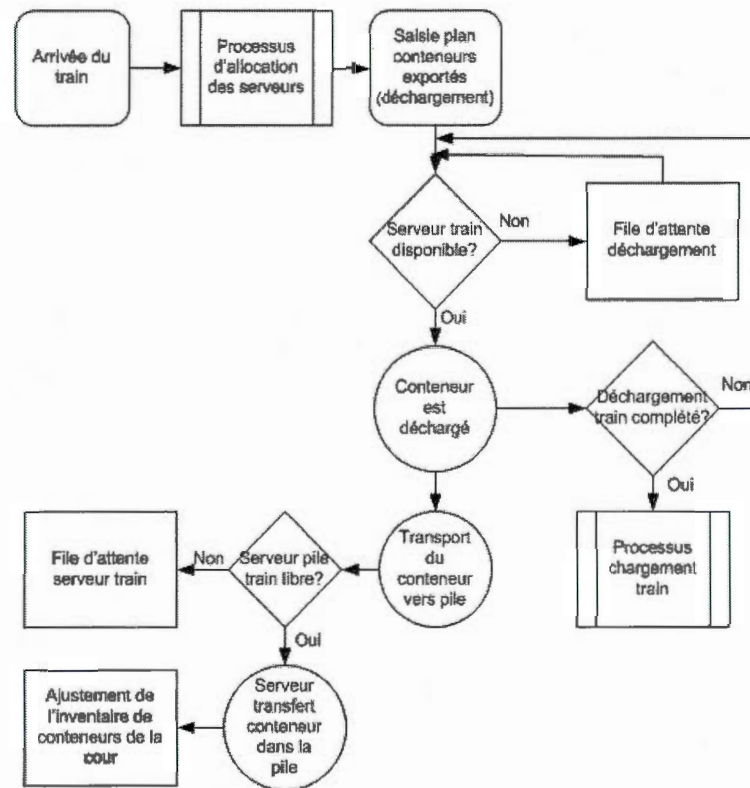 Arrivée du
train
Processus
d'allocation
des serveurs
Saisie plan
conteneurs
exportés
(déchargement)
Serveur train
disponible?
Non
File d'attente
déchargement
Oui
Conteneur
est
déchargé
Déchargement
train complété?
Non
Oui
Processus
chargement
train
Transport
du
conteneur
vers pile
Serveur pile
train libre?
Non
File d'attente
serveur train
Oui
Serveur
transfert
conteneur
dans la
pile
Ajustement de
l'inventaire de
conteneurs de la
cour